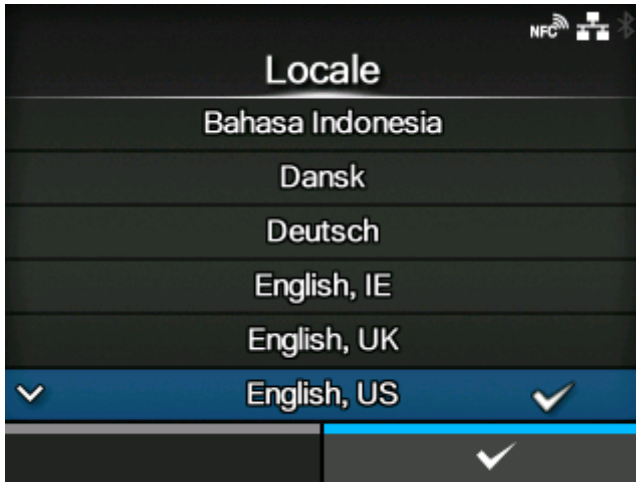 NFC
Locale
Bahasa Indonesia
Dansk
Deutsch
English, IE
English, UK
English, US